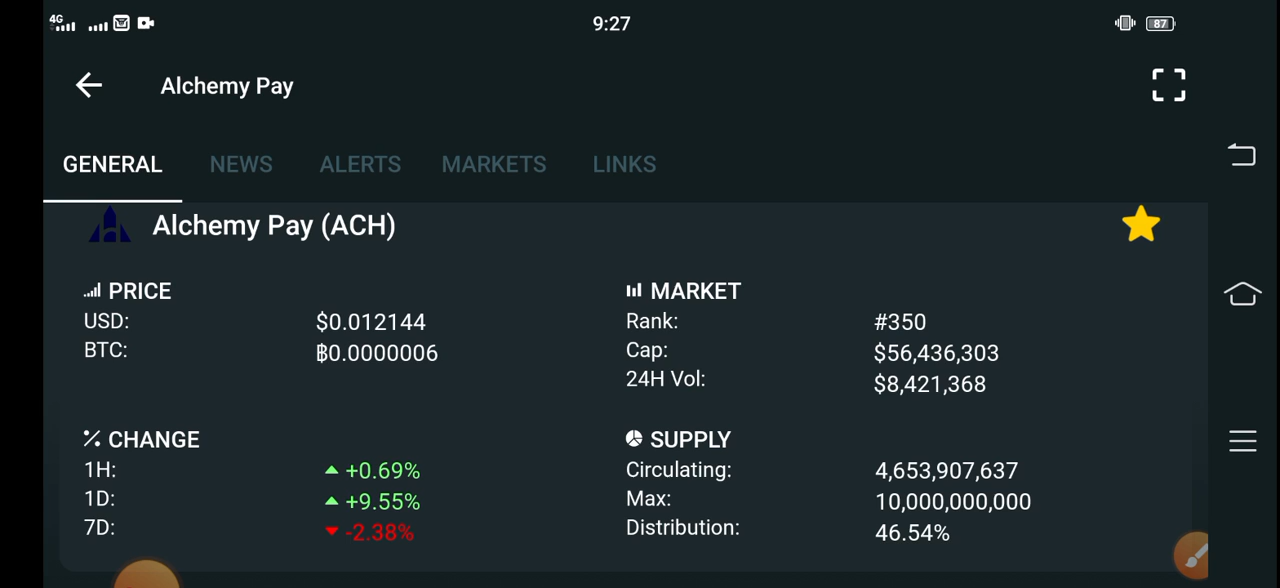 4G 9:27 87
Alchemy Pay
GENERAL NEWS ALERTS MARKETS LINKS
Alchemy Pay (ACH)
PRICE
USD: $0.012144
BTC: ฿0.0000006
MARKET
Rank: #350
Cap: $56,436,303
24H Vol: $8,421,368
CHANGE
1H: +0.69%
1D: +9.55%
7D: -2.38%
SUPPLY
Circulating: 4,653,907,637
Max: 10,000,000,000
Distribution: 46.54%